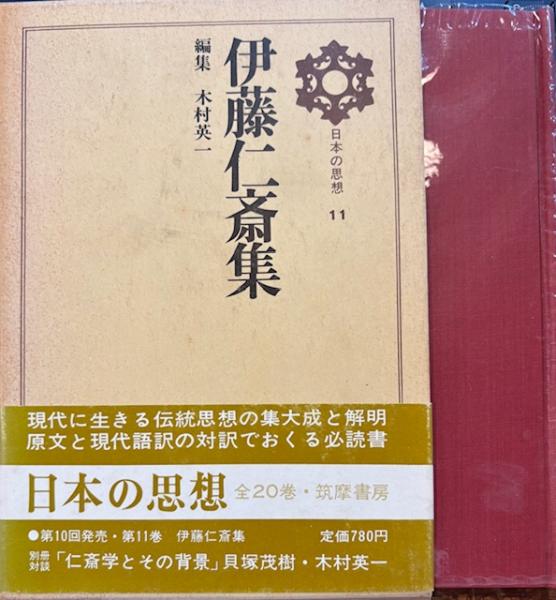 日本の思想 11
伊藤仁斎集
編集 木村英一
現代に生きる伝統思想の集大成と解明
原文と現代語訳の対訳でおくる必読書
日本の思想 全20巻・筑摩書房
●第10回発売・第11巻 伊藤仁斎集 定価780円
別冊対談「仁斎学とその背景」貝塚茂樹・木村英一